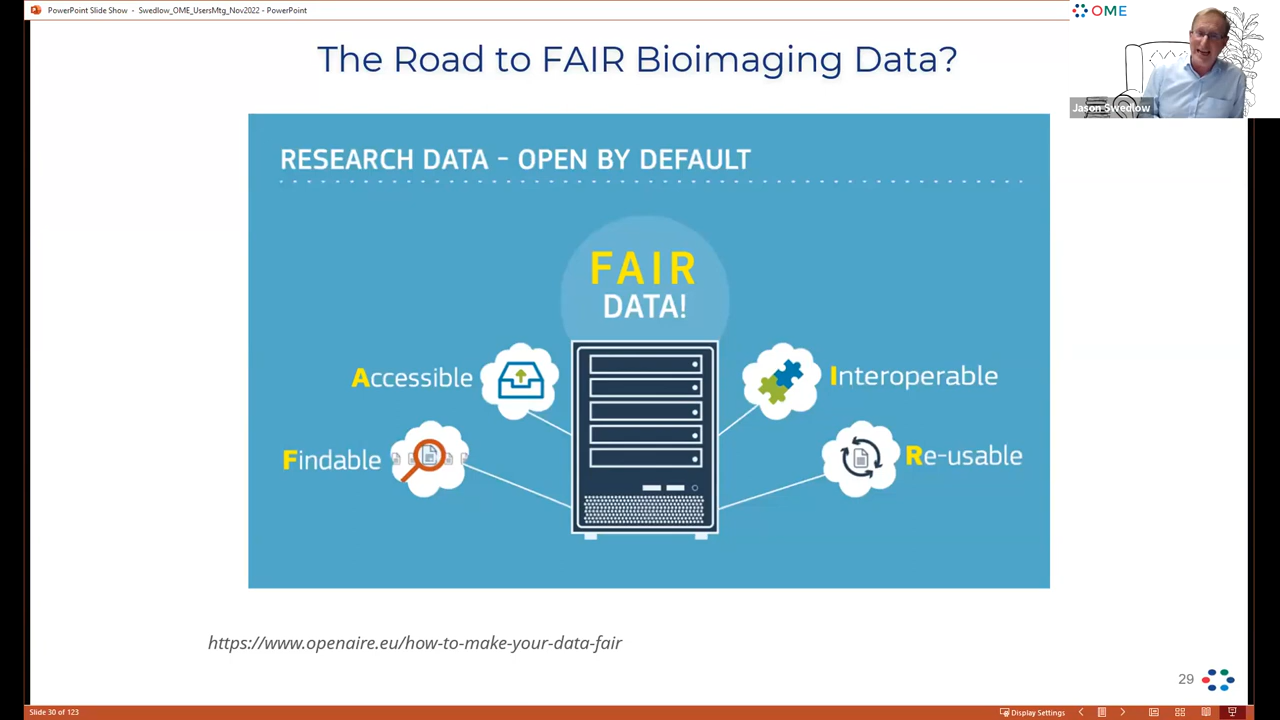 PowerPoint Slide Show - Swedlow_OME_UsersMtg_Nov2022 - PowerPoint
OME
Jason Swedlow
The Road to FAIR Bioimaging Data?
RESEARCH DATA - OPEN BY DEFAULT
FAIR
DATA!
Accessible
Interoperable
Findable
Re-usable
https://www.openaire.eu/how-to-make-your-data-fair
29
Slide 30 of 123
Display Settings